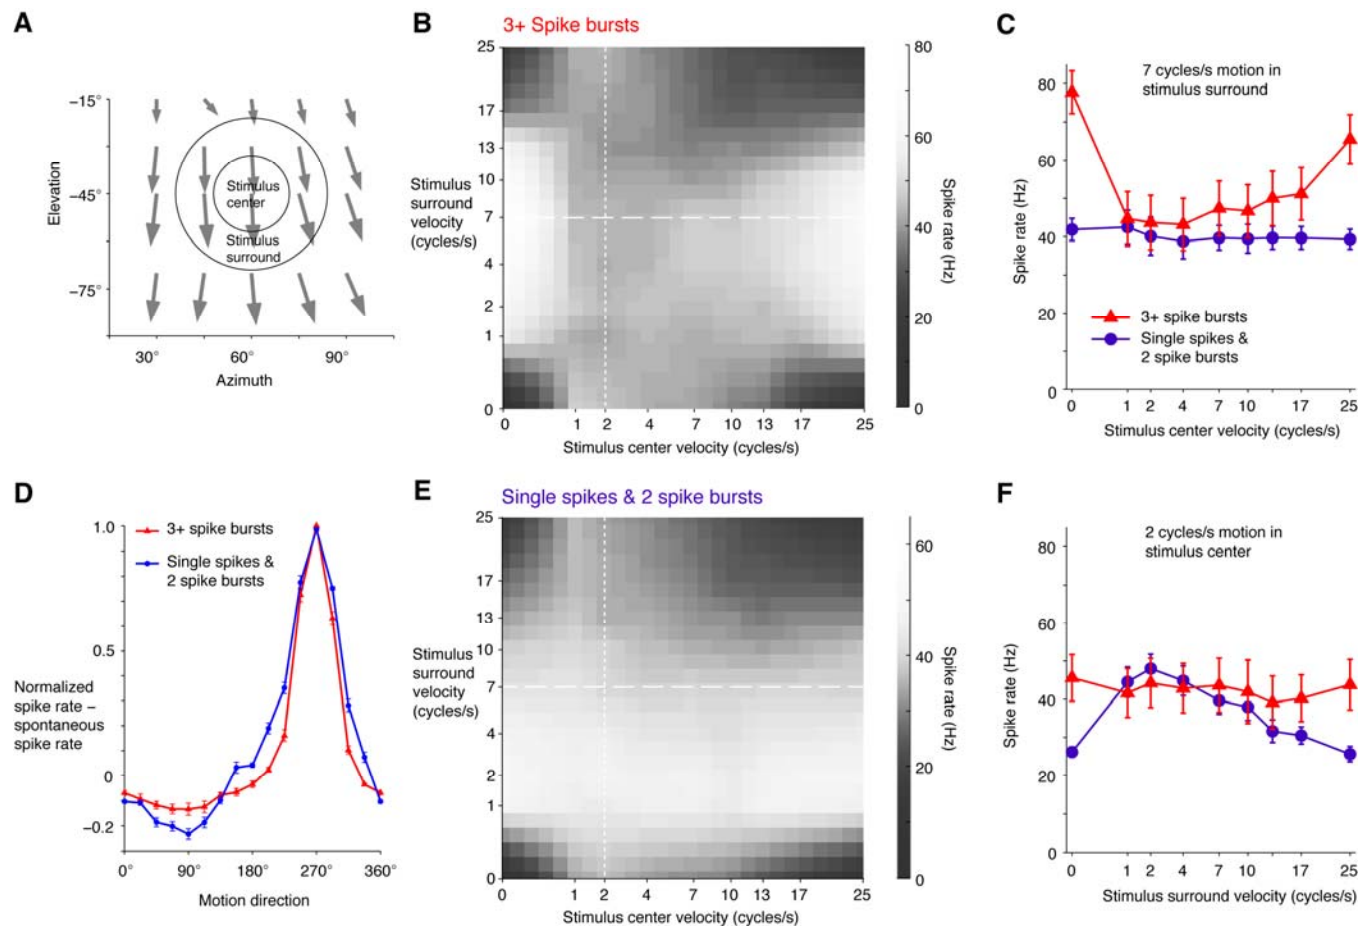 A
−15°
−45°
−75°
Elevation
Stimulus
center
Stimulus
surround
30°
60°
90°
Azimuth
B
3+ Spike bursts
25
17
13
10
7
4
2
1
0
Stimulus
surround
velocity
(cycles/s)
0
1
2
4
7
10
13
17
25
Stimulus center velocity (cycles/s)
80
60
40
20
0
Spike rate (Hz)
C
7 cycles/s motion in
stimulus surround
80
60
40
20
0
Spike rate (Hz)
3+ spike bursts
Single spikes &
2 spike bursts
0
1
2
4
7
10
17
25
Stimulus center velocity (cycles/s)
D
3+ spike bursts
Single spikes &
2 spike bursts
1.0
0.5
0
−0.2
Normalized
spike rate –
spontaneous
spike rate
0°
90°
180°
270°
360°
Motion direction
E
Single spikes & 2 spike bursts
25
17
13
10
7
4
2
1
0
Stimulus
surround
velocity
(cycles/s)
0
1
2
4
7
10
13
17
25
Stimulus center velocity (cycles/s)
60
40
20
0
Spike rate (Hz)
F
2 cycles/s motion in
stimulus center
80
60
40
20
0
Spike rate (Hz)
0
1
2
4
7
10
17
25
Stimulus surround velocity (cycles/s)